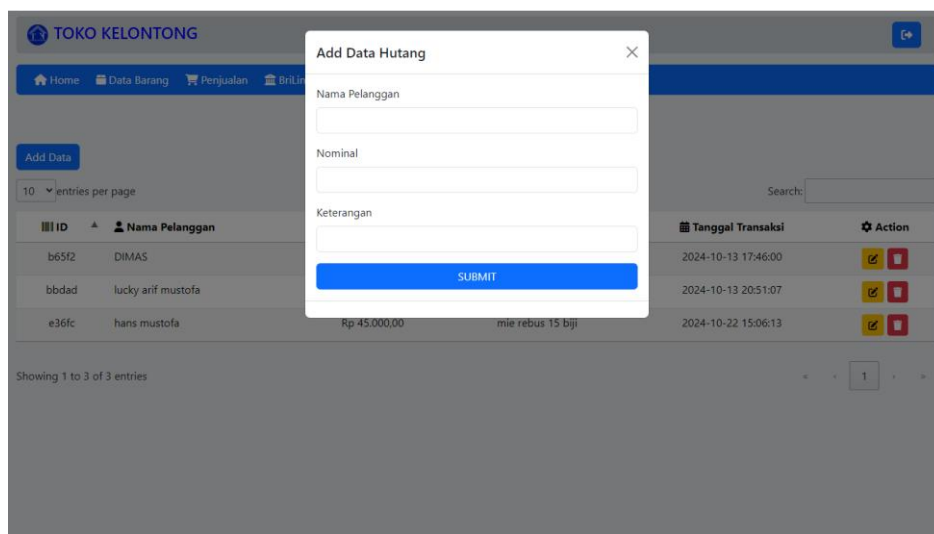 TOKO KELONTONG
Add Data Hutang
Home Data Barang Penjualan BriLin
Nama Pelanggan
Nominal
Add Data
10 entries per page
Search:
Keterangan
ID Nama Pelanggan Tanggal Transaksi Action
SUBMIT
b65f2 DIMAS 2024-10-13 17:46:00
bbdad lucky arif mustofa 2024-10-13 20:51:07
e36fc hans mustofa Rp 45.000,00 mie rebus 15 biji 2024-10-22 15:06:13
Showing 1 to 3 of 3 entries
« ‹ 1 › »